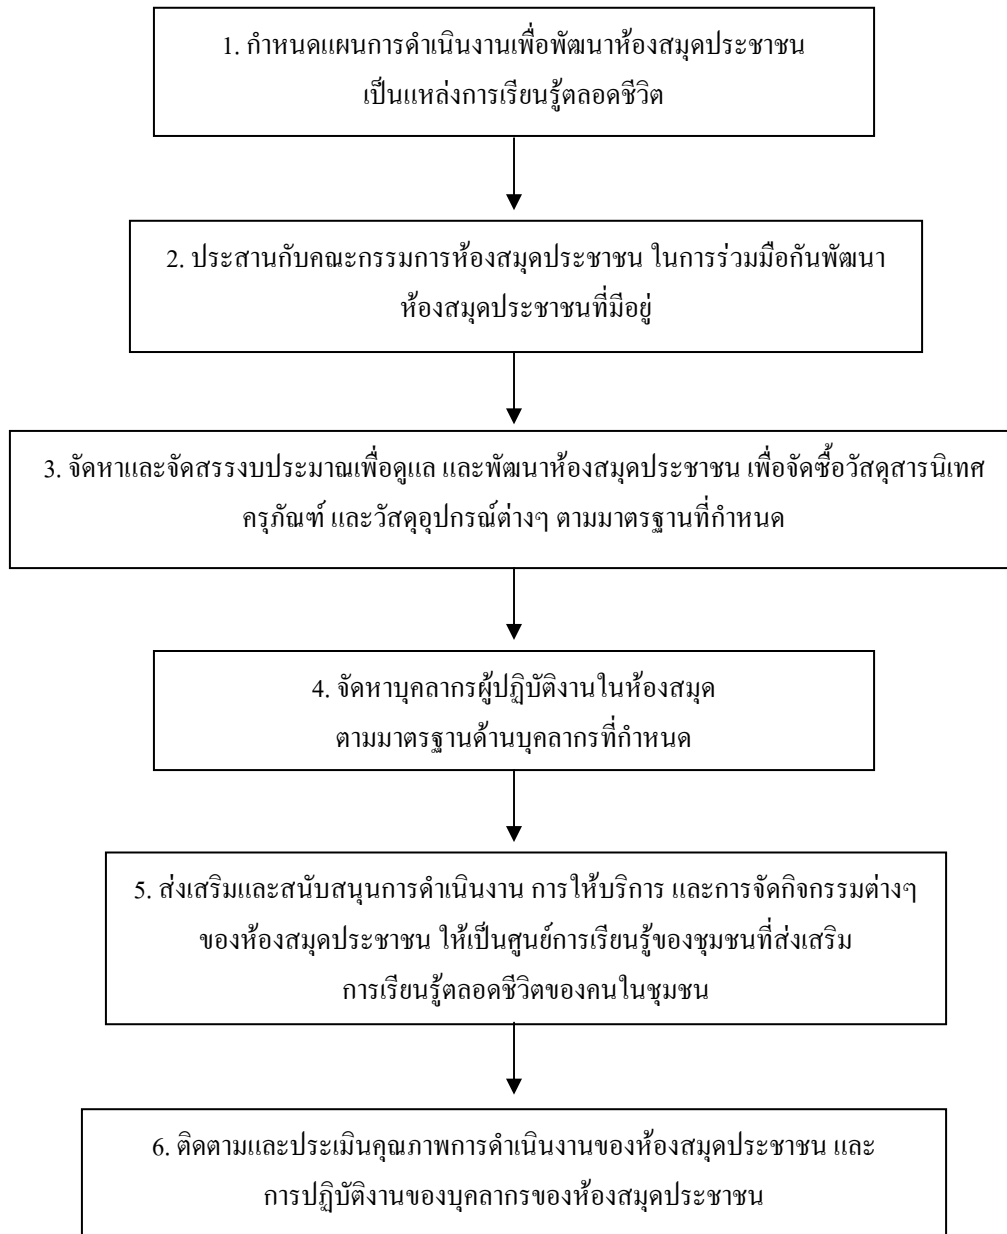 1. กำหนดแผนการดำเนินงานเพื่อพัฒนาห้องสมุดประชาชน
เป็นแหล่งการเรียนรู้ตลอดชีวิต
2. ประสานกับคณะกรรมการห้องสมุดประชาชน ในการร่วมมือกันพัฒนา
ห้องสมุดประชาชนที่มีอยู่
3. จัดหาและจัดสรรงบประมาณเพื่อดูแล และพัฒนาห้องสมุดประชาชน เพื่อจัดซื้อวัสดุสารนิเทศ
ครุภัณฑ์ และวัสดุอุปกรณ์ต่างๆ ตามมาตรฐานที่กำหนด
4. จัดหาบุคลากรผู้ปฏิบัติงานในห้องสมุด
ตามมาตรฐานด้านบุคลากรที่กำหนด
5. ส่งเสริมและสนับสนุนการดำเนินงาน การให้บริการ และการจัดกิจกรรมต่างๆ
ของห้องสมุดประชาชน ให้เป็นศูนย์การเรียนรู้ของชุมชนที่ส่งเสริม
การเรียนรู้ตลอดชีวิตของคนในชุมชน
6. ติดตามและประเมินคุณภาพการดำเนินงานของห้องสมุดประชาชน และ
การปฏิบัติงานของบุคลากรของห้องสมุดประชาชน